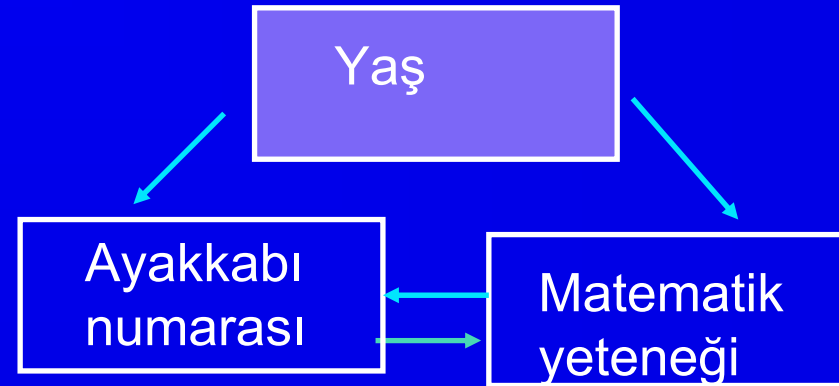 Yaş
Ayakkabı
numarası
Matematik
yeteneği